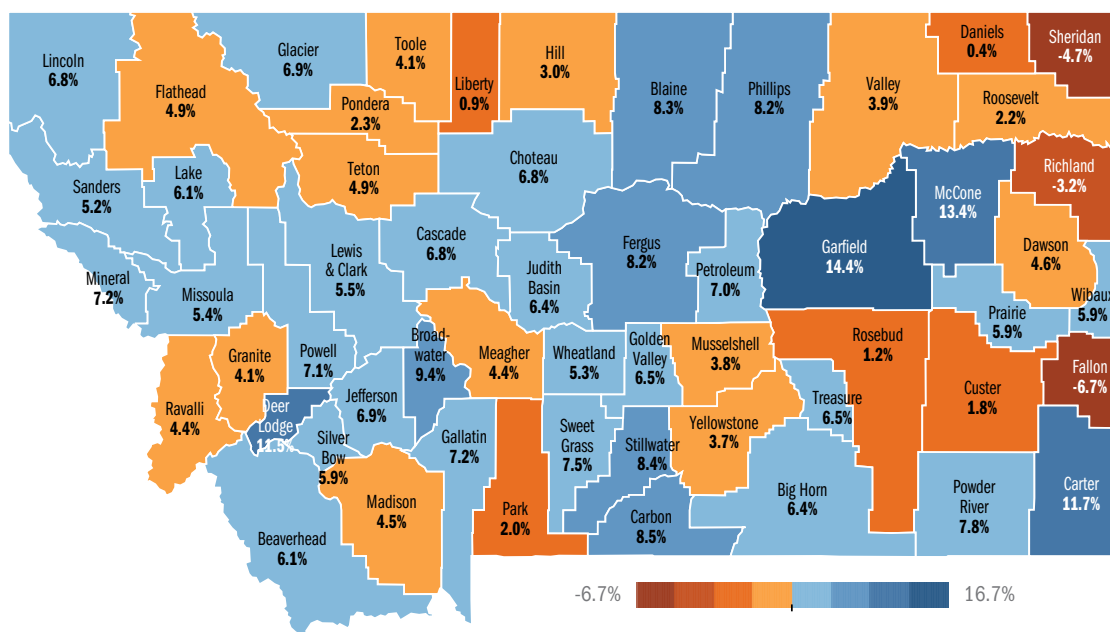 Lincoln
6.8%
Flathead
4.9%
Glacier
6.9%
Toole
4.1%
Liberty
0.9%
Hill
3.0%
Blaine
8.3%
Phillips
8.2%
Valley
3.9%
Daniels
0.4%
Sheridan
-4.7%
Roosevelt
2.2%
Pondera
2.3%
Teton
4.9%
Choteau
6.8%
Sanders
5.2%
Lake
6.1%
Richland
-3.2%
McCone
13.4%
Garfield
14.4%
Dawson
4.6%
Mineral
7.2%
Missoula
5.4%
Lewis
& Clark
5.5%
Cascade
6.8%
Judith
Basin
6.4%
Fergus
8.2%
Petroleum
7.0%
Prairie
5.9%
Wibaux
5.9%
Granite
4.1%
Powell
7.1%
Broad-
water
9.4%
Meagher
4.4%
Wheatland
5.3%
Golden
Valley
6.5%
Musselshell
3.8%
Rosebud
1.2%
Custer
1.8%
Fallon
-6.7%
Ravalli
4.4%
Deer
Lodge
11.5%
Jefferson
6.9%
Silver
Bow
5.9%
Gallatin
7.2%
Sweet
Grass
7.5%
Stillwater
8.4%
Yellowstone
3.7%
Treasure
6.5%
Beaverhead
6.1%
Madison
4.5%
Park
2.0%
Carbon
8.5%
Big Horn
6.4%
Powder
River
7.8%
Carter
11.7%
-6.7%
16.7%